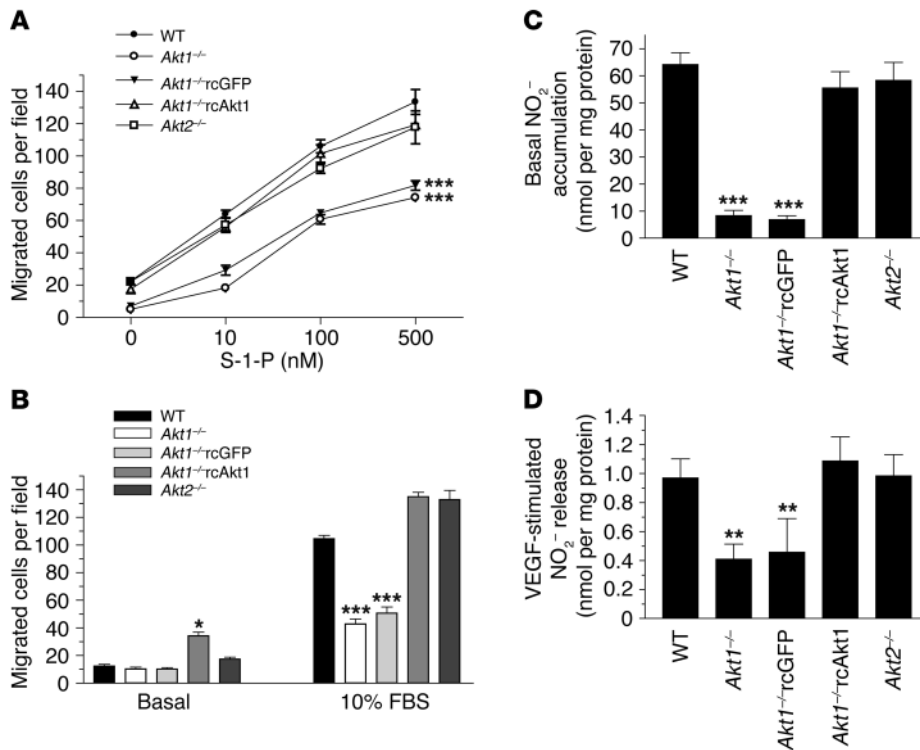 A
WT
Akt1⁻/⁻
Akt1⁻/⁻rcGFP
Akt1⁻/⁻rcAkt1
Akt2⁻/⁻
Migrated cells per field
140
120
100
80
60
40
20
0
***
***
0 10 100 500
S-1-P (nM)
B
WT
Akt1⁻/⁻
Akt1⁻/⁻rcGFP
Akt1⁻/⁻rcAkt1
Akt2⁻/⁻
Migrated cells per field
140
120
100
80
60
40
20
0
*
*** ***
Basal 10% FBS
C
Basal NO₂⁻
accumulation
(nmol per mg protein)
70
60
50
40
30
20
10
0
*** ***
WT Akt1⁻/⁻ Akt1⁻/⁻rcGFP Akt1⁻/⁻rcAkt1 Akt2⁻/⁻
D
VEGF-stimulated
NO₂⁻ release
(nmol per mg protein)
1.4
1.2
1.0
0.8
0.6
0.4
0.2
0
** **
WT Akt1⁻/⁻ Akt1⁻/⁻rcGFP Akt1⁻/⁻rcAkt1 Akt2⁻/⁻